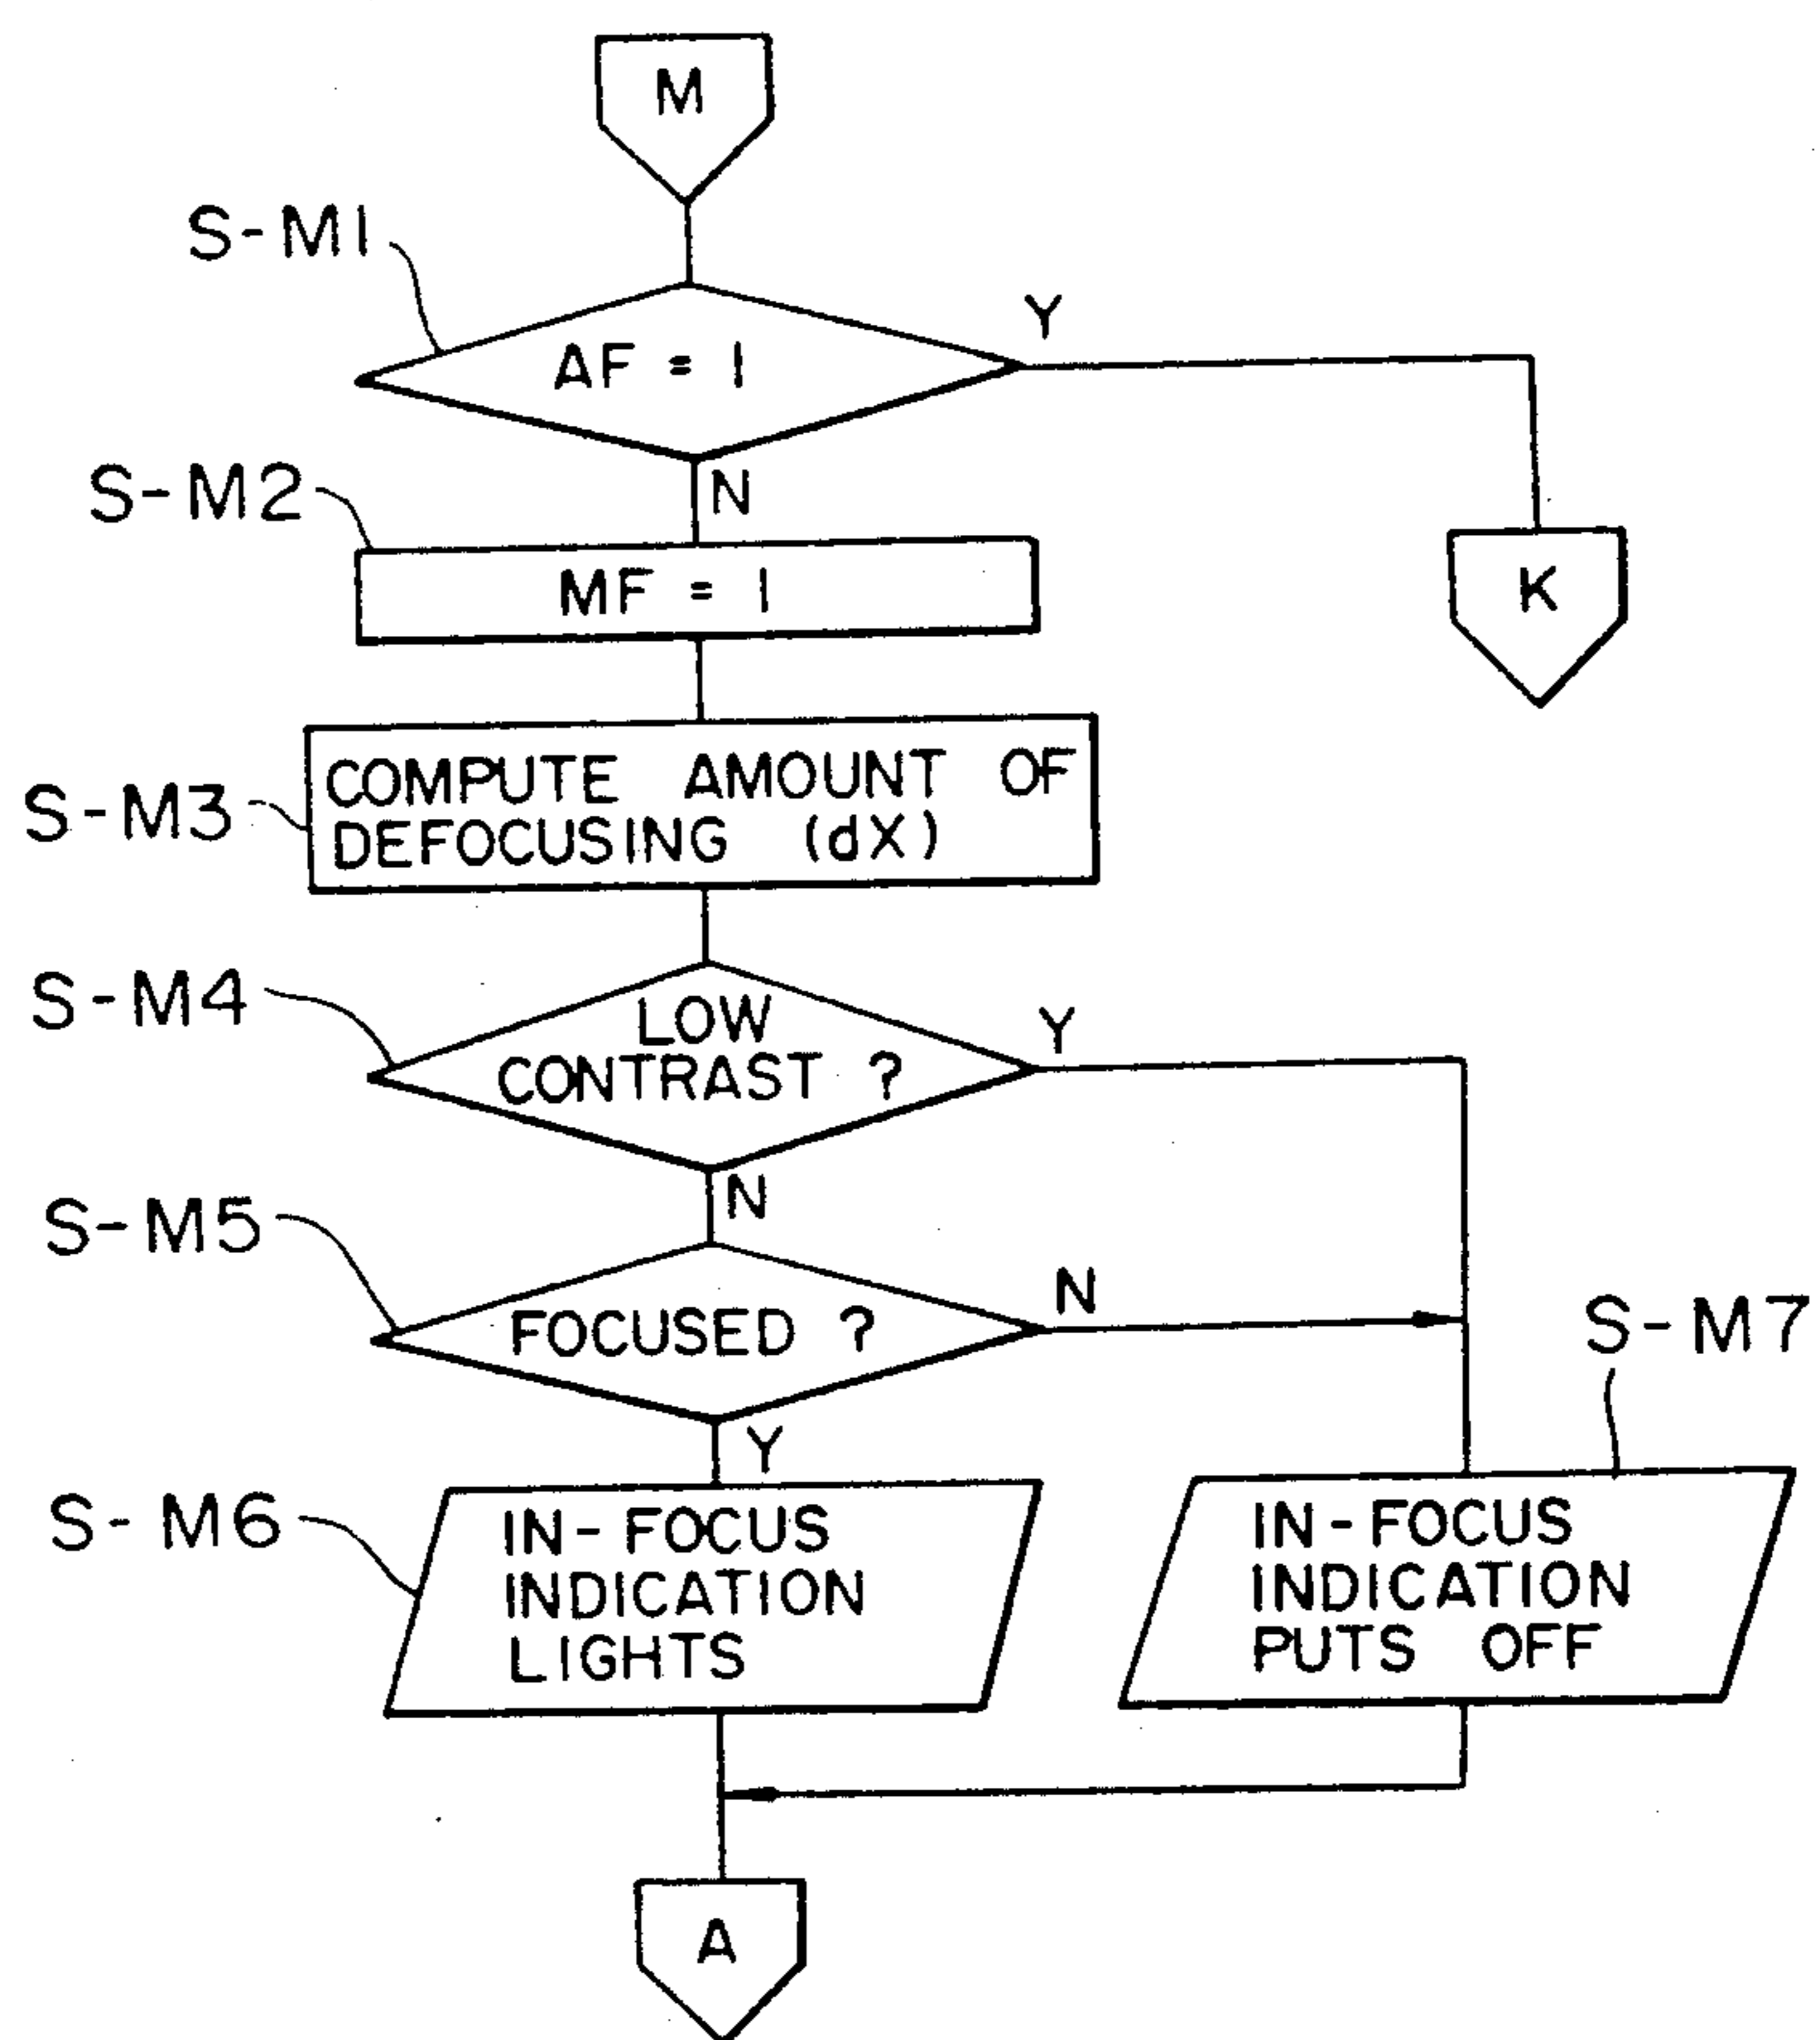 M
S-M1
AF = 1
Y
N
S-M2
MF = 1
K
S-M3
COMPUTE AMOUNT OF
DEFOCUSING (dX)
S-M4
LOW
CONTRAST ?
Y
N
S-M5
FOCUSED ?
N
Y
S-M7
S-M6
IN-FOCUS
INDICATION
LIGHTS
IN-FOCUS
INDICATION
PUTS OFF
A